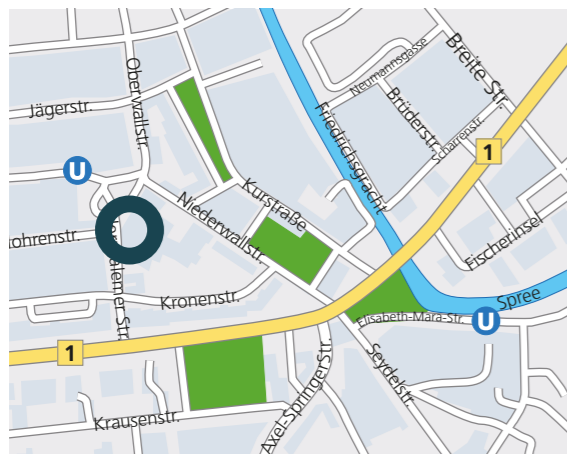 Breite Str.
Neumannsgasse
Oberwallstr.
Jägerstr.
Brüderstr.
Scharrenstr.
Friedrichsgracht
1
U
Kurstraße
Niederwallstr.
Fischerinsel
Kronenstr.
Spree
Elisabeth-Mara-Str.
U
1
Seydelstr.
Axel-Springer Str.
Krausenstr.